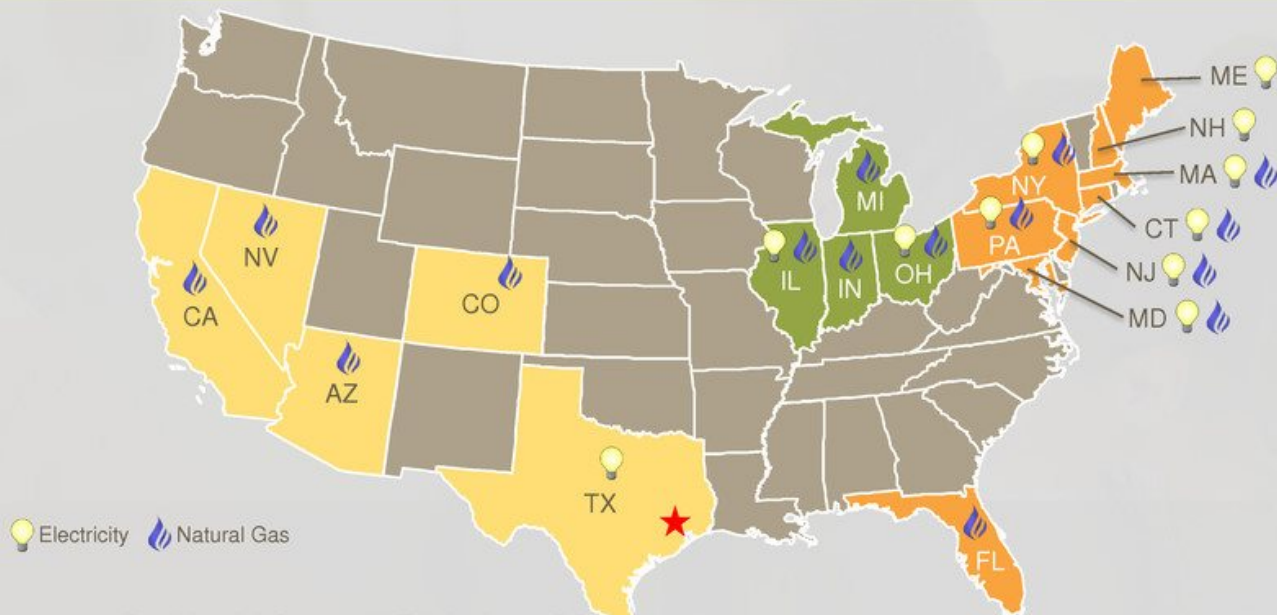 ME
NH
MA
NY
MI
CT
PA
NV
OH
NJ
IL
IN
CO
CA
MD
AZ
TX
Electricity
Natural Gas
FL